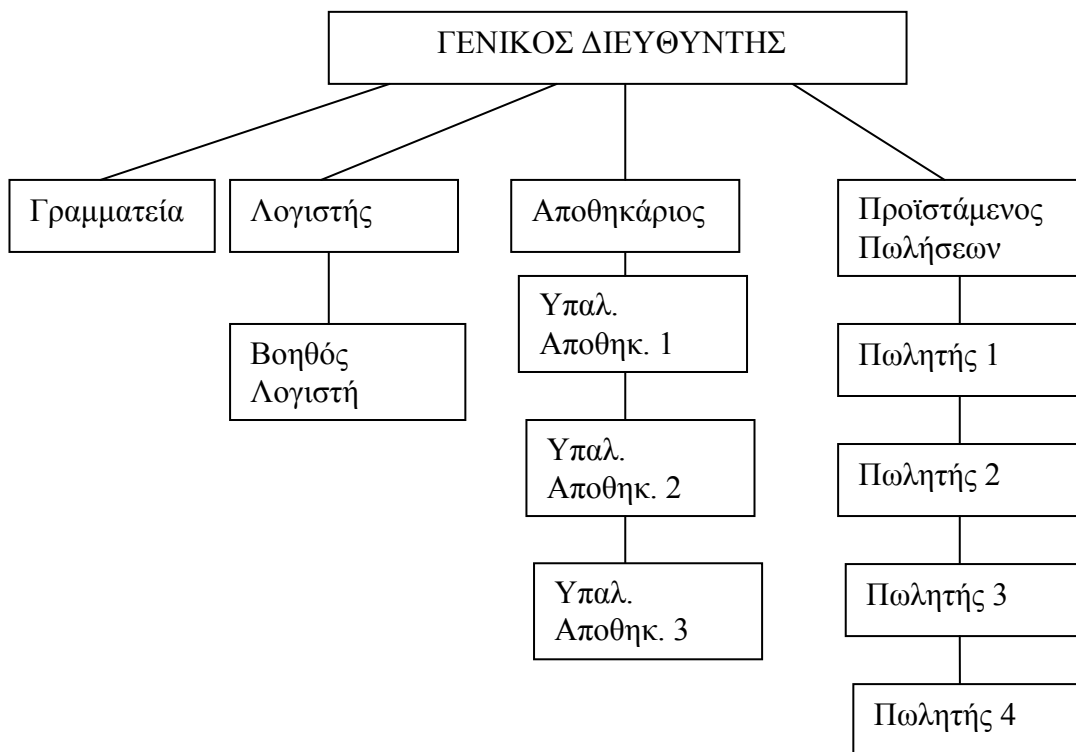 ΓΕΝΙΚΟΣ ΔΙΕΥΘΥΝΤΗΣ
Γραμματεία
Λογιστής
Αποθηκάριος
Προϊστάμενος
Πωλήσεων
Βοηθός
Λογιστή
Υπαλ.
Αποθηκ. 1
Υπαλ.
Αποθηκ. 2
Υπαλ.
Αποθηκ. 3
Πωλητής 1
Πωλητής 2
Πωλητής 3
Πωλητής 4